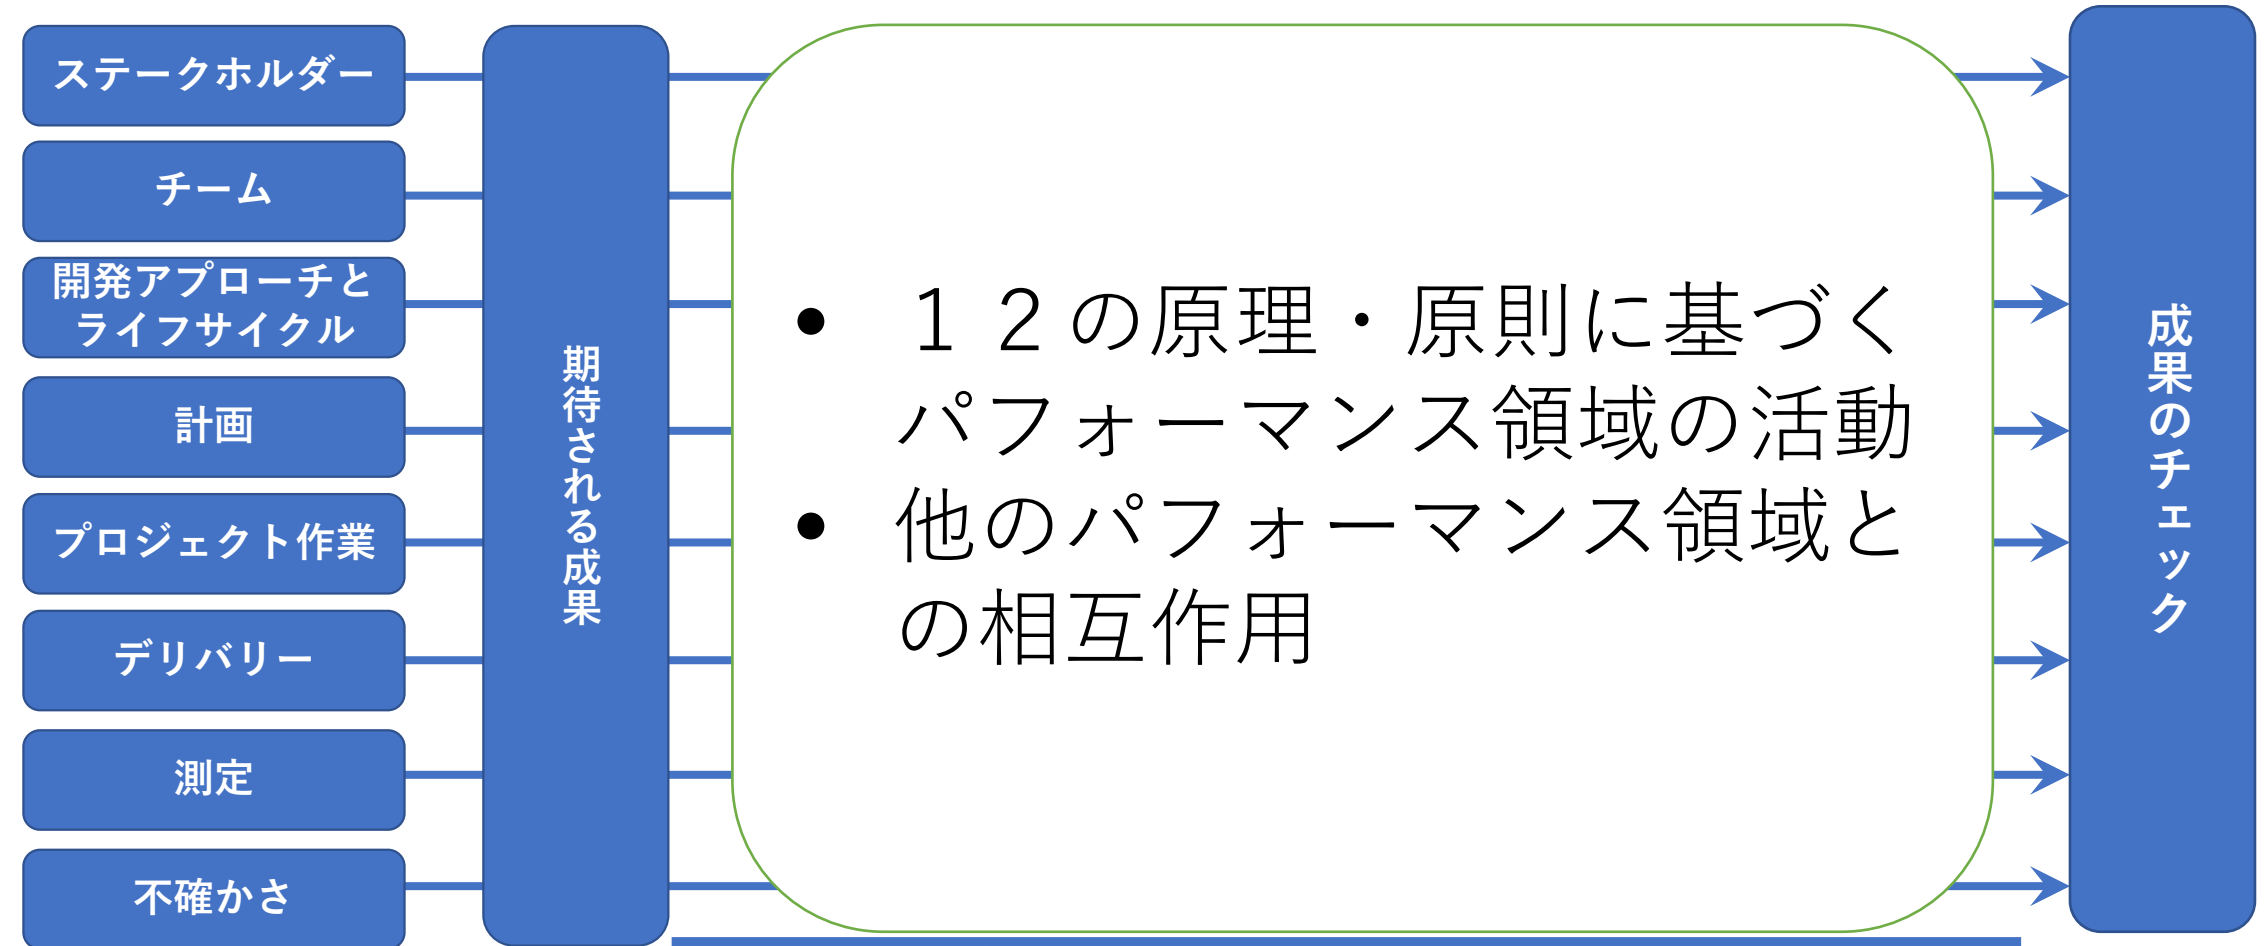 ステークホルダー
チーム
開発アプローチと
ライフサイクル
計画
プロジェクト作業
デリバリー
測定
不確かさ
期待される成果
• １２の原理・原則に基づく
パフォーマンス領域の活動
• 他のパフォーマンス領域と
の相互作用
成果のチェック